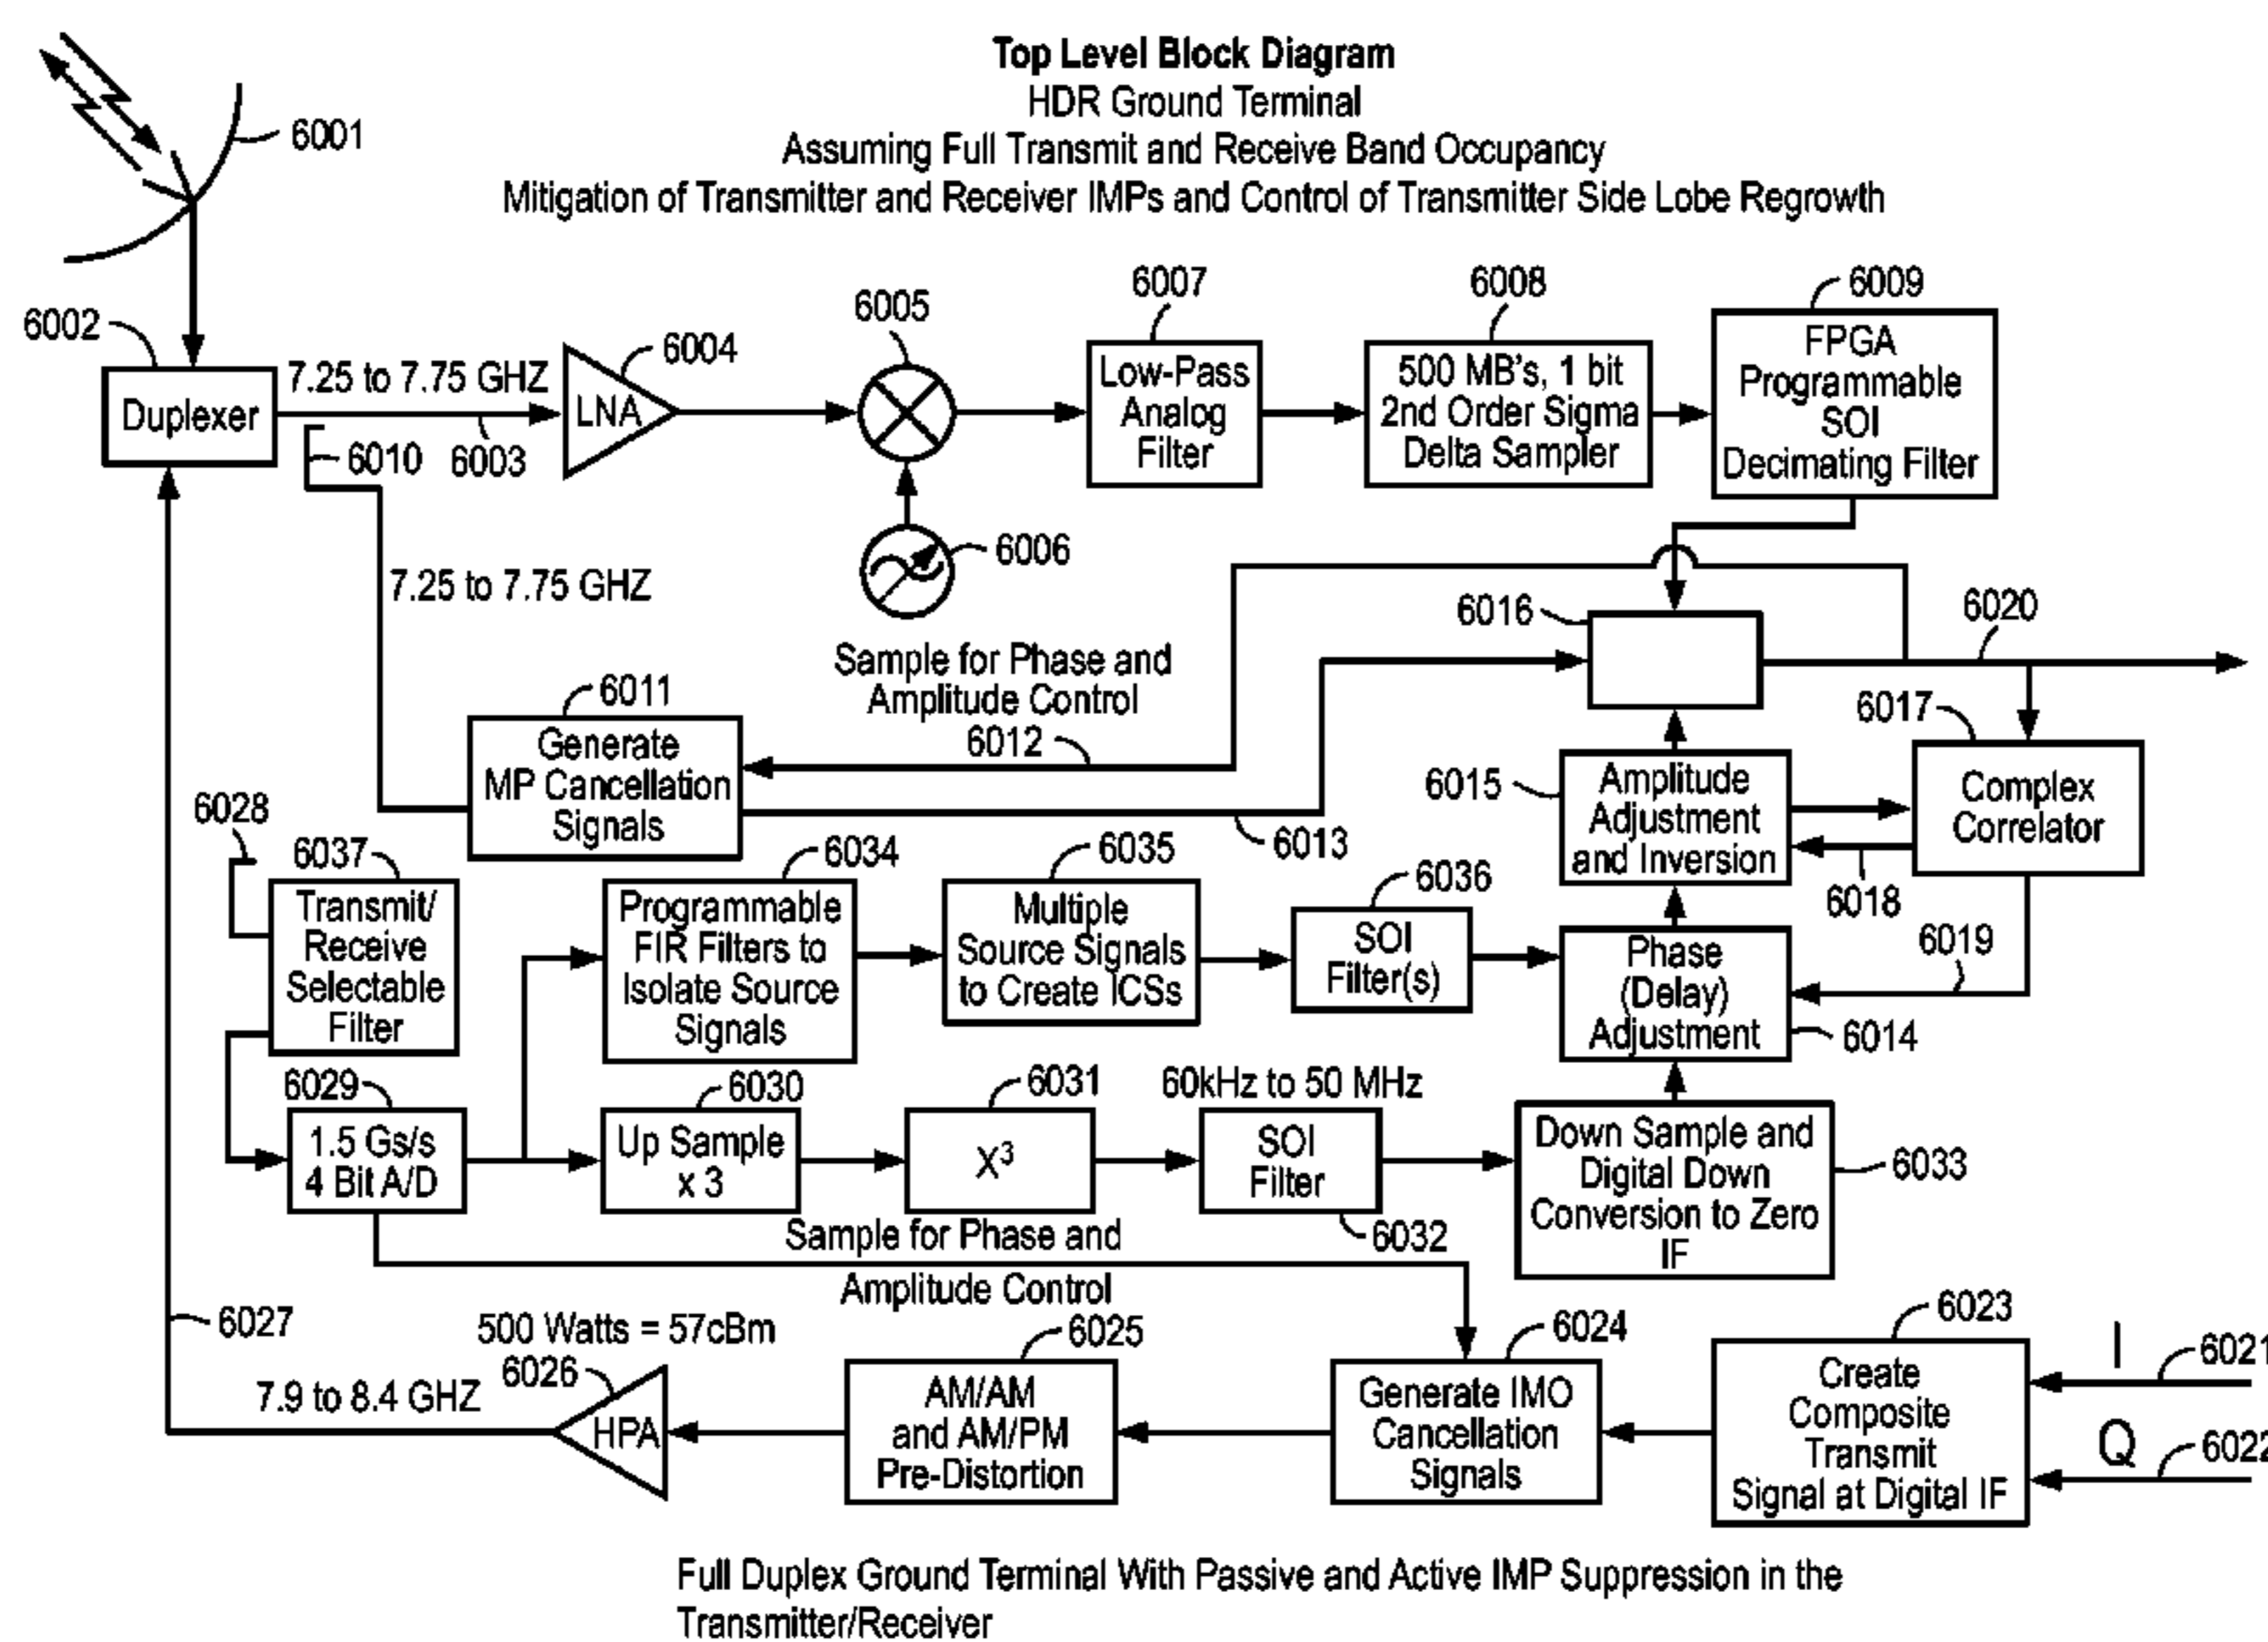 Top Level Block Diagram
HDR Ground Terminal
Assuming Full Transmit and Receive Band Occupancy
Mitigation of Transmitter and Receiver IMPs and Control of Transmitter Side Lobe Regrowth
6001
6002
Duplexer
7.25 to 7.75 GHZ
6003
6010
LNA
6004
6005
6006
6007
Low-Pass
Analog
Filter
6008
500 MB's, 1 bit
2nd Order Sigma
Delta Sampler
6009
FPGA
Programmable
SOI
Decimating Filter
7.25 to 7.75 GHZ
Sample for Phase and
Amplitude Control
6012
6011
Generate
MP Cancellation
Signals
6013
6016
6020
6017
Complex
Correlator
6015
Amplitude
Adjustment
and Inversion
6018
6019
6028
6037
Transmit/
Receive
Selectable
Filter
6034
Programmable
FIR Filters to
Isolate Source
Signals
6035
Multiple
Source Signals
to Create ICSs
6036
SOI
Filter(s)
Phase
(Delay)
Adjustment
6014
6029
1.5 Gs/s
4 Bit A/D
6030
Up Sample
x 3
6031
X³
60kHz to 50 MHz
SOI
Filter
6032
Down Sample and
Digital Down
Conversion to Zero
IF
6033
Sample for Phase and
Amplitude Control
6027
7.9 to 8.4 GHZ
500 Watts = 57cBm
6026
HPA
6025
AM/AM
and AM/PM
Pre-Distortion
6024
Generate IMO
Cancellation
Signals
6023
Create
Composite
Transmit
Signal at Digital IF
I
6021
Q
6022
Full Duplex Ground Terminal With Passive and Active IMP Suppression in the
Transmitter/Receiver